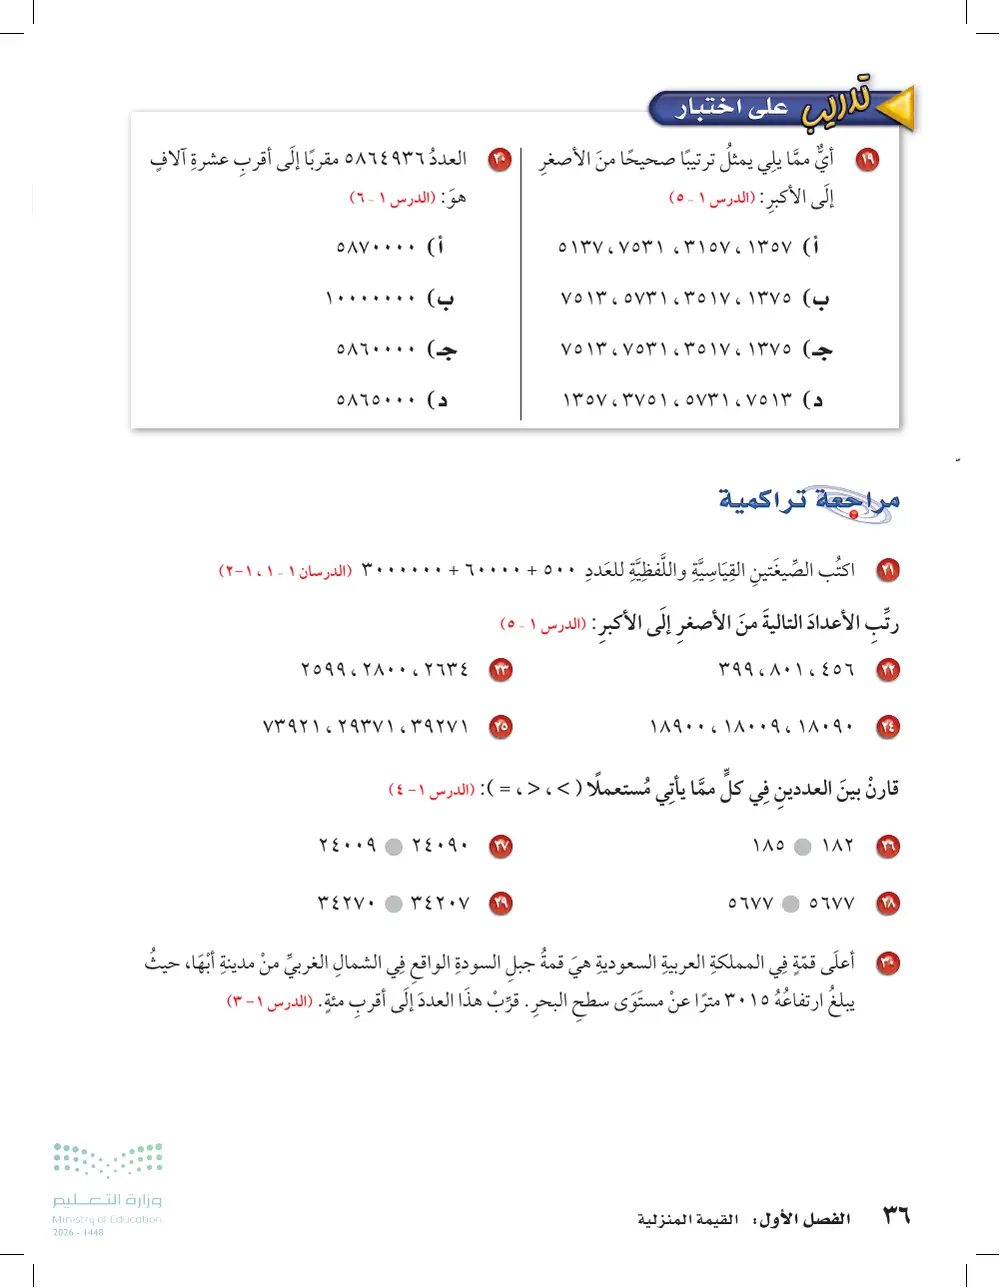 تدريب على اختبار
١٩ أيٌّ ممَّا يلِي يمثلُ ترتيبًا صحيحًا منَ الأصغرِ
إلَى الأكبرِ: (الدرس ١ - ٥)
أ) ١٣٥٧ ، ٣١٥٧ ، ٧٥٣١ ، ٥١٣٧
ب) ١٣٧٥ ، ٣٥١٧ ، ٥٧٣١ ، ٧٥١٣
جـ) ١٣٧٥ ، ٣٥١٧ ، ٧٥٣١ ، ٧٥١٣
د) ٧٥١٣ ، ٥٧٣١ ، ٣٧٥١ ، ١٣٥٧
٢٠ العددُ ٥٨٦٤٩٣٦ مقربًا إلَى أقربِ عشرةِ آلافٍ
هوَ: (الدرس ١ - ٦)
أ) ٥٨٧٠٠٠٠
ب) ١٠٠٠٠٠٠٠
جـ) ٥٨٦٠٠٠٠
د) ٥٨٦٥٠٠٠
مراجعة تراكمية
٢١ اكتُب الصِّيغَتينِ القِيَاسِيَّةِ واللَّفظِيَّةِ للعَددِ ٥٠٠ + ٦٠٠٠٠ + ٣٠٠٠٠٠٠ (الدرسان ١ - ١ ، ١-٢)
رتِّبِ الأعدادَ التاليةَ منَ الأصغرِ إلَى الأكبرِ: (الدرس ١ - ٥)
٢٢ ٤٥٦ ، ٨٠١ ، ٣٩٩
٢٣ ٢٦٣٤ ، ٢٨٠٠ ، ٢٥٩٩
٢٤ ١٨٠٩٠ ، ١٨٠٠٩ ، ١٨٩٠٠
٢٥ ٣٩٢٧١ ، ٢٩٣٧١ ، ٧٣٩٢١
قارنْ بينَ العددينِ فِي كلٍّ ممَّا يأتِي مُستعملًا ( > ، < ، = ): (الدرس ١-٤)
٢٦ ١٨٢ ● ١٨٥
٢٧ ٢٤٠٩٠ ● ٢٤٠٠٩
٢٨ ٥٦٧٧ ● ٥٦٧٧
٢٩ ٣٤٢٠٧ ● ٣٤٢٧٠
٣٠ أعلَى قمّةٍ فِي المملكةِ العربيةِ السعوديةِ هيَ قمةُ جبلِ السودةِ الواقعِ فِي الشمالِ الغربيِّ منْ مدينةِ أبْهَا، حيثُ
يبلغُ ارتفاعُهُ ٣٠١٥ مترًا عنْ مستَوَى سطحِ البحرِ. قرِّبْ هذَا العددَ إلَى أقربِ مئةٍ. (الدرس ١-٣)
وزارة التعليم
Ministry of Education
2026 - 1448
٣٦ الفصل الأول: القيمة المنزلية